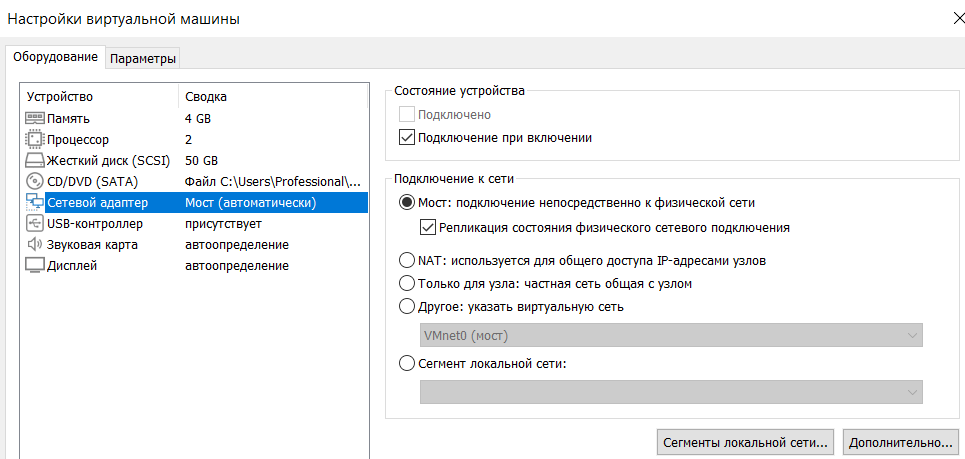 Настройки виртуальной машины
Оборудование
Параметры
Устройство Сводка
Память 4 GB
Процессор 2
Жесткий диск (SCSI) 50 GB
CD/DVD (SATA) Файл C:\Users\Professional\...
Сетевой адаптер Мост (автоматически)
USB-контроллер присутствует
Звуковая карта автоопределение
Дисплей автоопределение
Состояние устройства
Подключено
Подключение при включении
Подключение к сети
Мост: подключение непосредственно к физической сети
Репликация состояния физического сетевого подключения
NAT: используется для общего доступа IP-адресами узлов
Только для узла: частная сеть общая с узлом
Другое: указать виртуальную сеть
VMnet0 (мост)
Сегмент локальной сети:
Сегменты локальной сети...
Дополнительно...